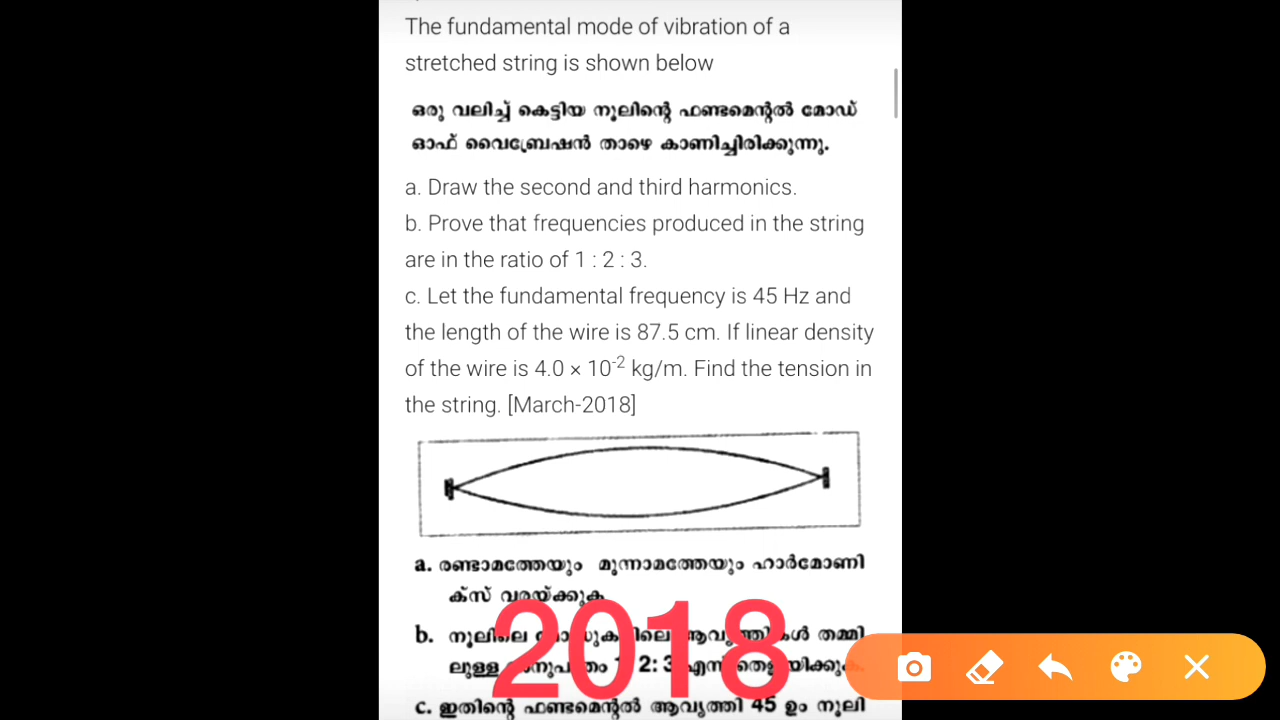 The fundamental mode of vibration of a
stretched string is shown below
ഒരു വലിച്ച് കെട്ടിയ നൂലിന്റെ ഫണ്ടമെന്റൽ മോഡ്
ഓഫ് വൈബ്രേഷൻ താഴെ കാണിച്ചിരിക്കുന്നു.
a. Draw the second and third harmonics.
b. Prove that frequencies produced in the string
are in the ratio of 1 : 2 : 3.
c. Let the fundamental frequency is 45 Hz and
the length of the wire is 87.5 cm. If linear density
of the wire is 4.0 × 10⁻² kg/m. Find the tension in
the string. [March-2018]
a. രണ്ടാമത്തേയും മൂന്നാമത്തേയും ഹാർമോണി
ക്സ് വരയ്ക്കുക
b. നൂലിലെ തമ്മി
ലുള്ള 2: 3
2018
c. ഇതിന്റെ ഫണ്ടമെന്റൽ ആവൃത്തി 45 ഉം നൂലി